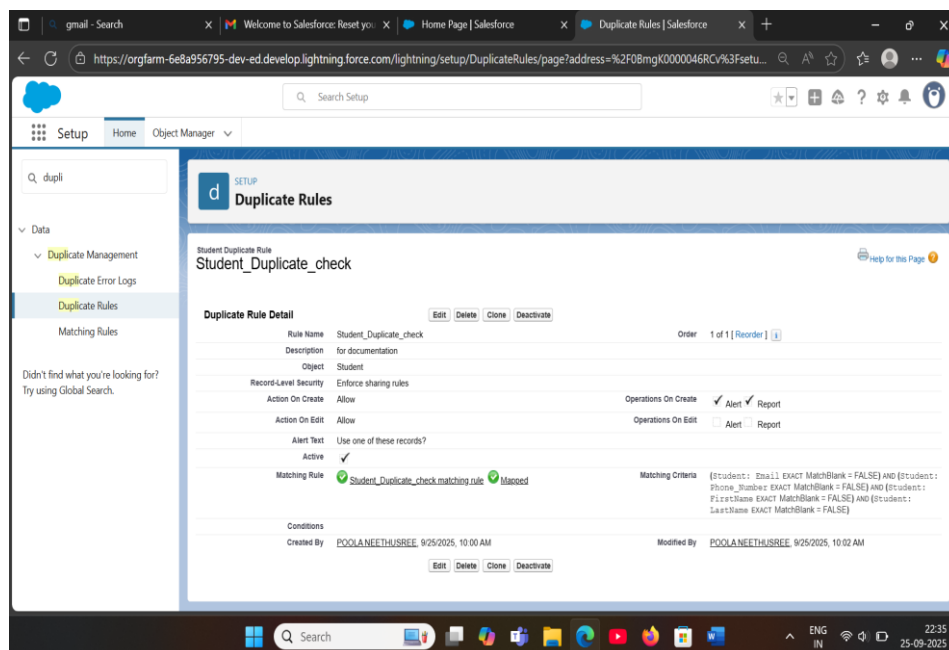 gmail - Search
Welcome to Salesforce: Reset you
Home Page | Salesforce
Duplicate Rules | Salesforce
https://orgfarm-6e8a956795-dev-ed.develop.lightning.force.com/lightning/setup/DuplicateRules/page?address=%2F0BmgK0000046RCv%3Fsetu...
Search Setup
Setup
Home
Object Manager
dupli
Data
Duplicate Management
Duplicate Error Logs
Duplicate Rules
Matching Rules
Didn't find what you're looking for?
Try using Global Search.
SETUP
Duplicate Rules
Student Duplicate Rule
Student_Duplicate_check
Help for this Page
Duplicate Rule Detail Edit Delete Clone Deactivate
Rule Name Student_Duplicate_check Order 1 of 1 [ Reorder ]
Description for documentation
Object Student
Record-Level Security Enforce sharing rules
Action On Create Allow Operations On Create Alert Report
Action On Edit Allow Operations On Edit Alert Report
Alert Text Use one of these records?
Active
Matching Rule Student_Duplicate_check matching rule Mapped Matching Criteria (Student: Email EXACT MatchBlank = FALSE) AND (Student:
Phone_Number EXACT MatchBlank = FALSE) AND (Student:
FirstName EXACT MatchBlank = FALSE) AND (Student:
LastName EXACT MatchBlank = FALSE)
Conditions
Created By POOLA NEETHUSREE, 9/25/2025, 10:00 AM Modified By POOLA NEETHUSREE, 9/25/2025, 10:02 AM
Edit Delete Clone Deactivate
Search
ENG
IN
22:35
25-09-2025